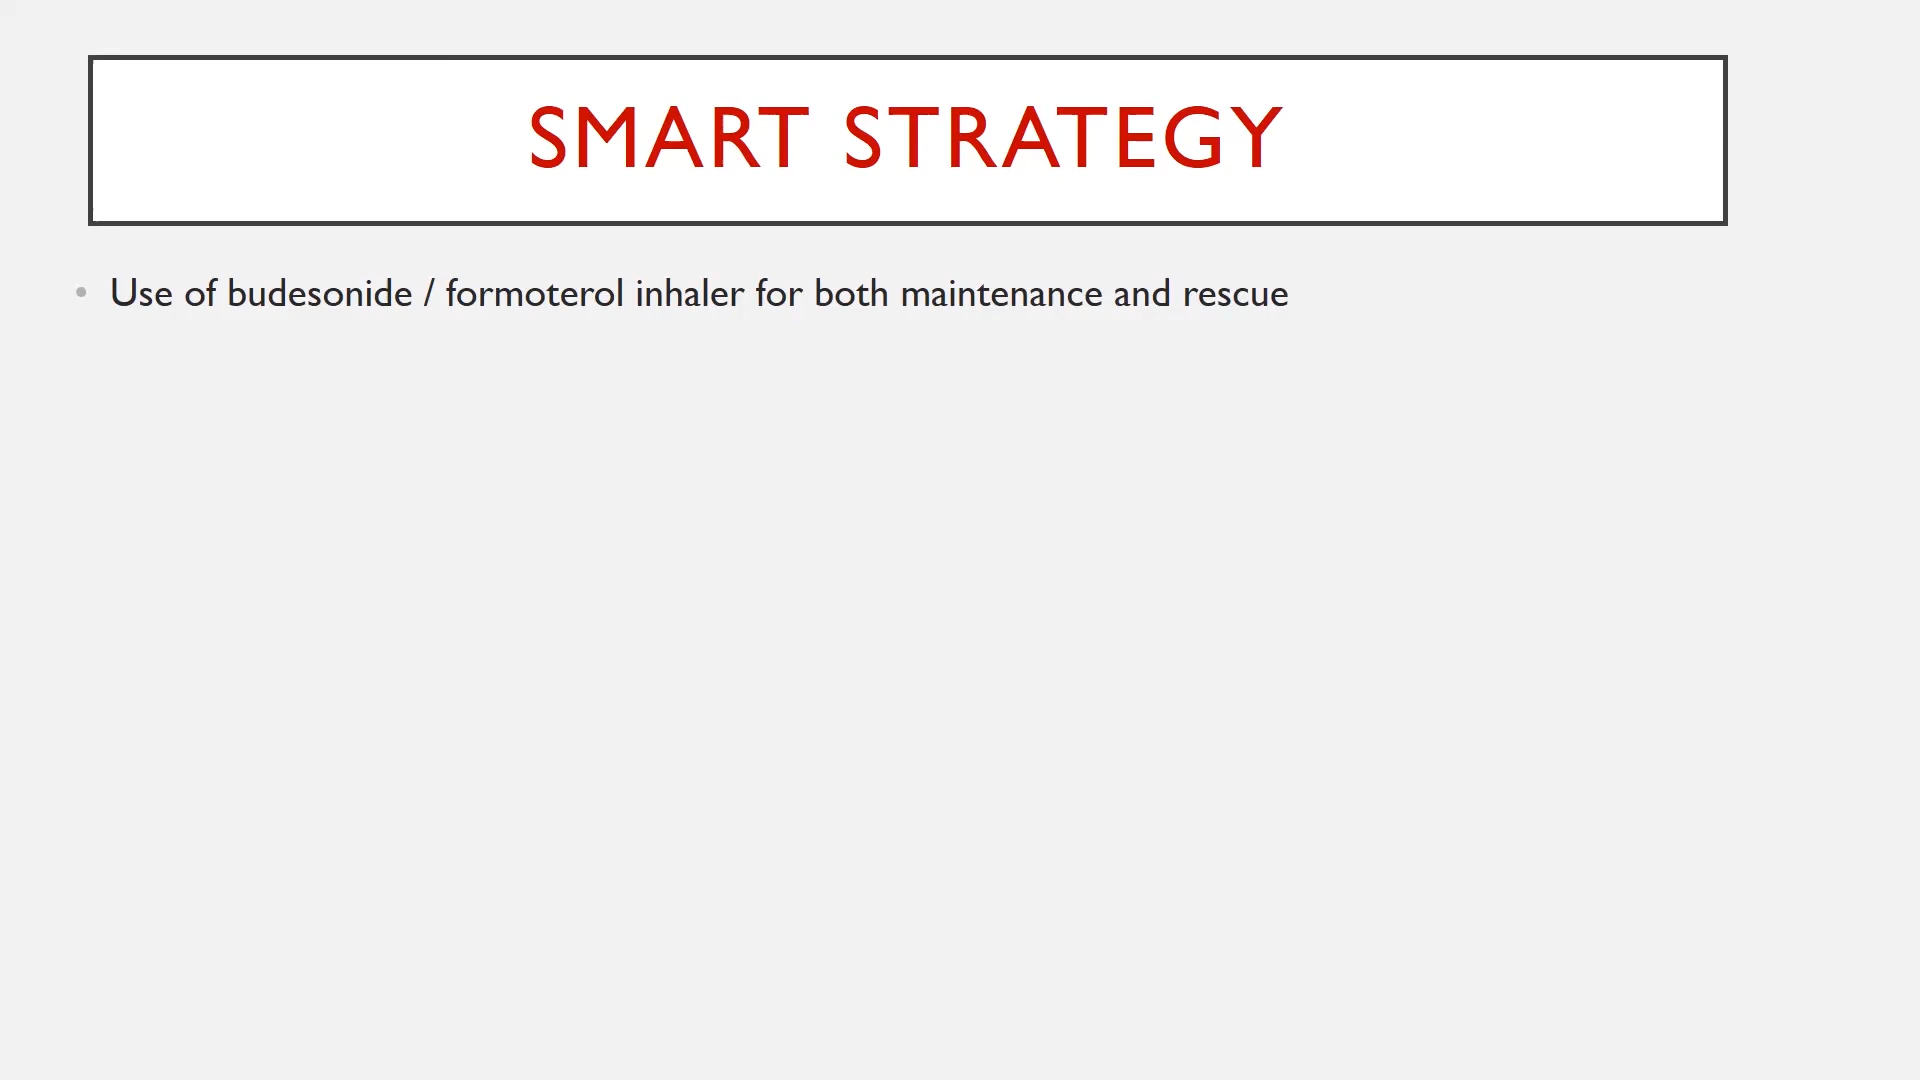 SMART STRATEGY
• Use of budesonide / formoterol inhaler for both maintenance and rescue